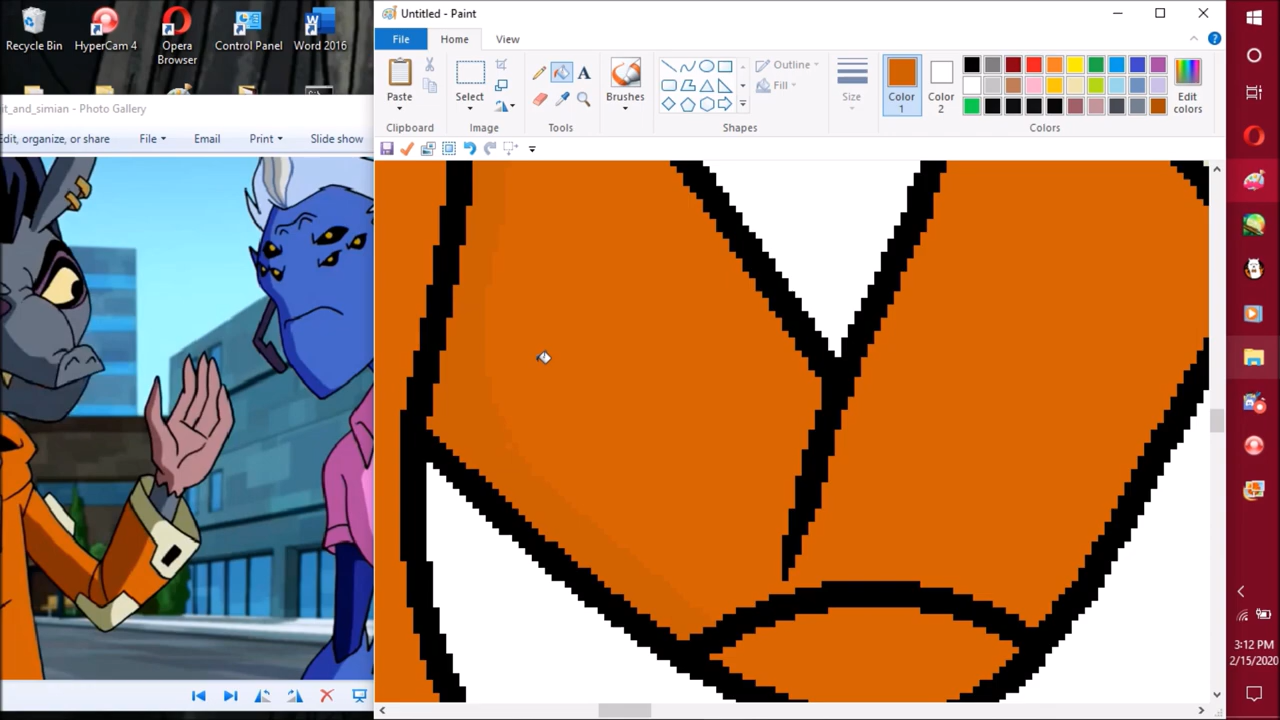 Recycle Bin
HyperCam 4
Opera
Browser
Control Panel
Word 2016
it_and_simian - Photo Gallery
Edit, organize, or share
File
Email
Print
Slide show
Untitled - Paint
File
Home
View
Paste
Select
Brushes
Outline
Fill
Size
Color
1
Color
2
Edit
colors
Clipboard
Image
Tools
Shapes
Colors
3:12 PM
2/15/2020